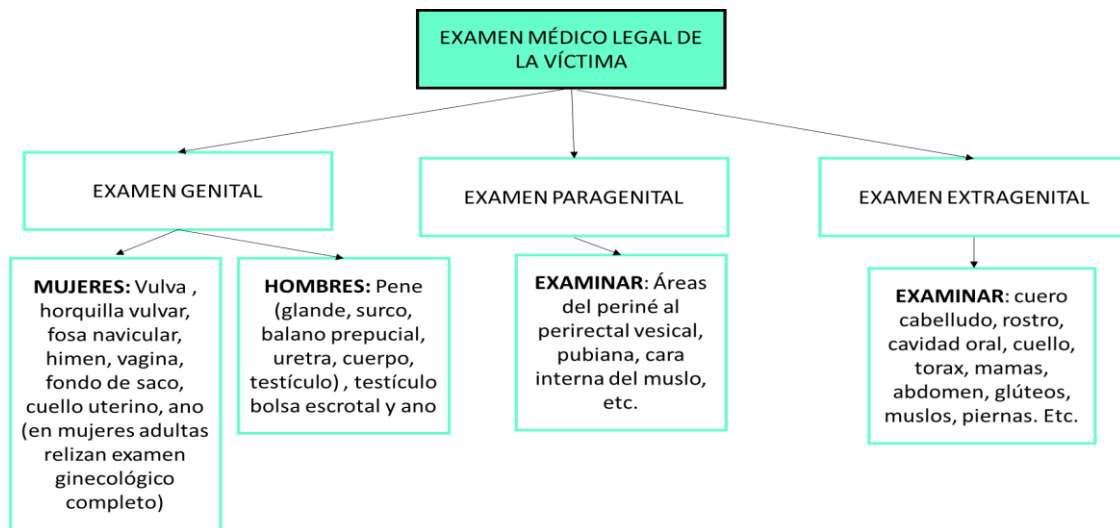 EXAMEN MÉDICO LEGAL DE
LA VÍCTIMA
EXAMEN GENITAL
EXAMEN PARAGENITAL
EXAMEN EXTRAGENITAL
MUJERES: Vulva ,
horquilla vulvar,
fosa navicular,
himen, vagina,
fondo de saco,
cuello uterino, ano
(en mujeres adultas
relizan examen
ginecológico
completo)
HOMBRES: Pene
(glande, surco,
balano prepucial,
uretra, cuerpo,
testículo) , testículo
bolsa escrotal y ano
EXAMINAR: Áreas
del periné al
perirectal vesical,
pubiana, cara
interna del muslo,
etc.
EXAMINAR: cuero
cabelludo, rostro,
cavidad oral, cuello,
torax, mamas,
abdomen, glúteos,
muslos, piernas. Etc.